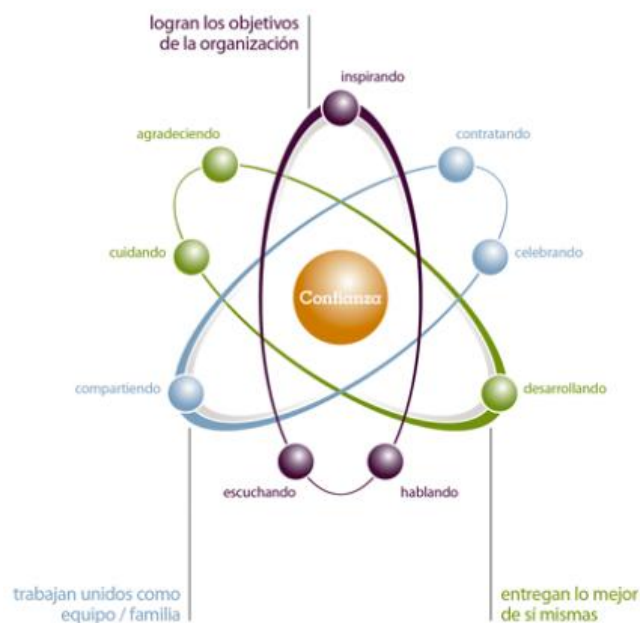 logran los objetivos
de la organización
inspirando
agradeciendo
contratando
cuidando
celebrando
Confianza
compartiendo
desarrollando
escuchando
hablando
trabajan unidos como
equipo / familia
entregan lo mejor
de sí mismas